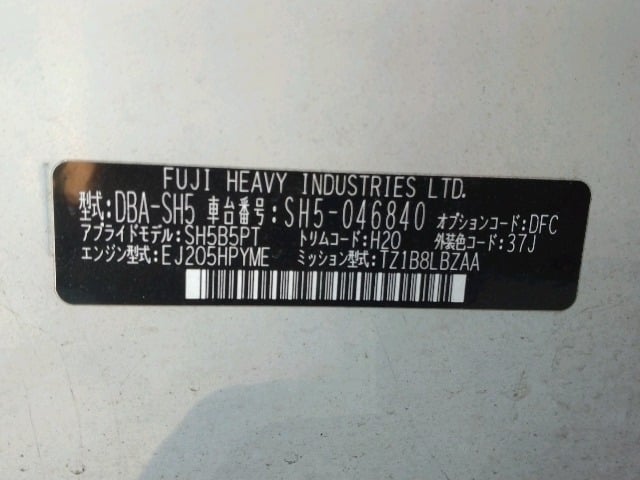 FUJI HEAVY INDUSTRIES LTD.
型式:DBA-SH5 車台番号:SH5-046840 オプションコード:DFC
アプライドモデル:SH5B5PT トリムコード:H20 外装色コード:37J
エンジン型式:EJ205HPYME ミッション型式:TZ1B8LBZAA